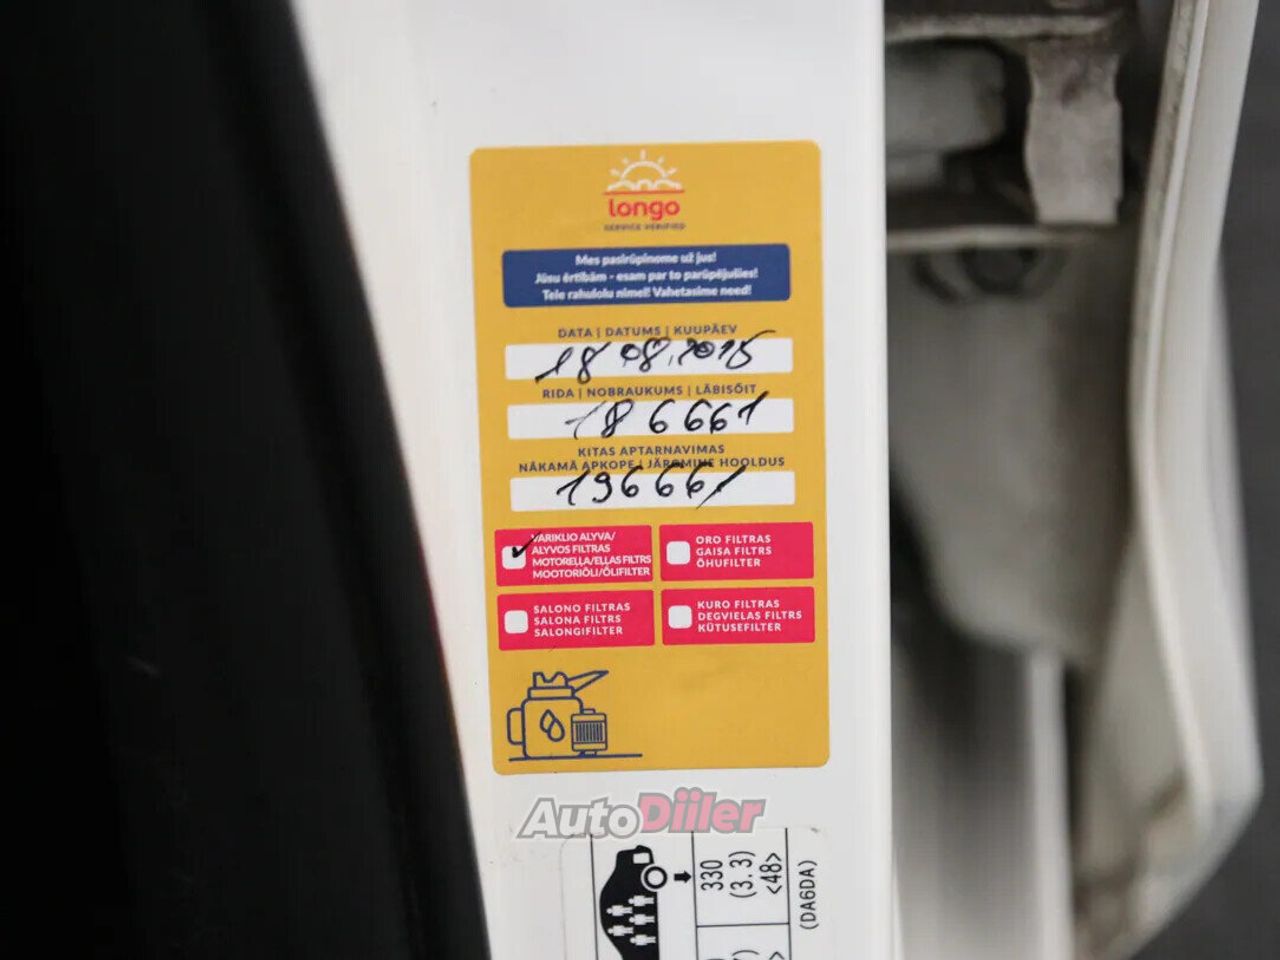 longo
SERVICE VERIFIED
Mes pasirūpinome už jus!
Jūsu ērtībām - esam par to parūpējušies!
Teie rahulolu nimel! Vahetasime need!
DATA | DATUMS | KUUPÄEV
18.08.2015
RIDA | NOBRAUKUMS | LÄBISÕIT
186661
KITAS APTARNAVIMAS
NĀKAMĀ APKOPE | JÄRGMINE HOOLDUS
196661
VARIKLIO ALYVA/
ALYVOS FILTRAS
MOTOREĻĻA/EĻĻAS FILTRS
MOOTORIÕLI/ÕLIFILTER
ORO FILTRAS
GAISA FILTRS
ÕHUFILTER
SALONO FILTRAS
SALONA FILTRS
SALONGIFILTER
KURO FILTRAS
DEGVIELAS FILTRS
KÜTUSEFILTER
AutoDiiler
330
(3.3)
<48>
(DA6DA)